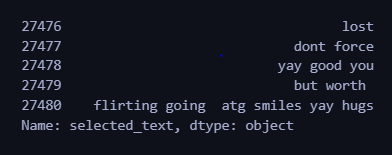 27476                                   lost
27477                             dont force
27478                           yay good you
27479                             but worth 
27480    flirting going  atg smiles yay hugs
Name: selected_text, dtype: object